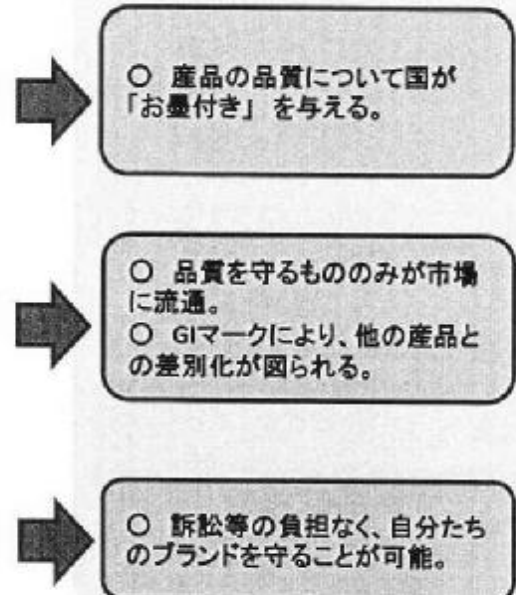 ○ 産品の品質について国が
「お墨付き」を与える。
○ 品質を守るもののみが市場
に流通。
○ GIマークにより、他の産品と
の差別化が図られる。
○ 訴訟等の負担なく、自分たち
のブランドを守ることが可能。